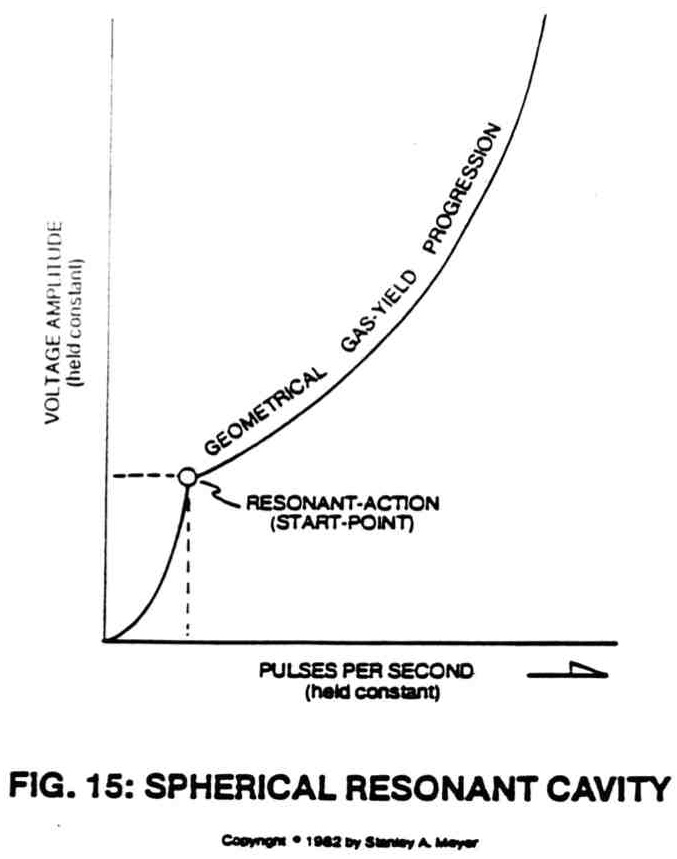 VOLTAGE AMPLITUDE
(held constant)
GEOMETRICAL GAS-YIELD PROGRESSION
RESONANT-ACTION
(START-POINT)
PULSES PER SECOND
(held constant)
FIG. 15: SPHERICAL RESONANT CAVITY
Copyright © 1982 by Stanley A. Meyer